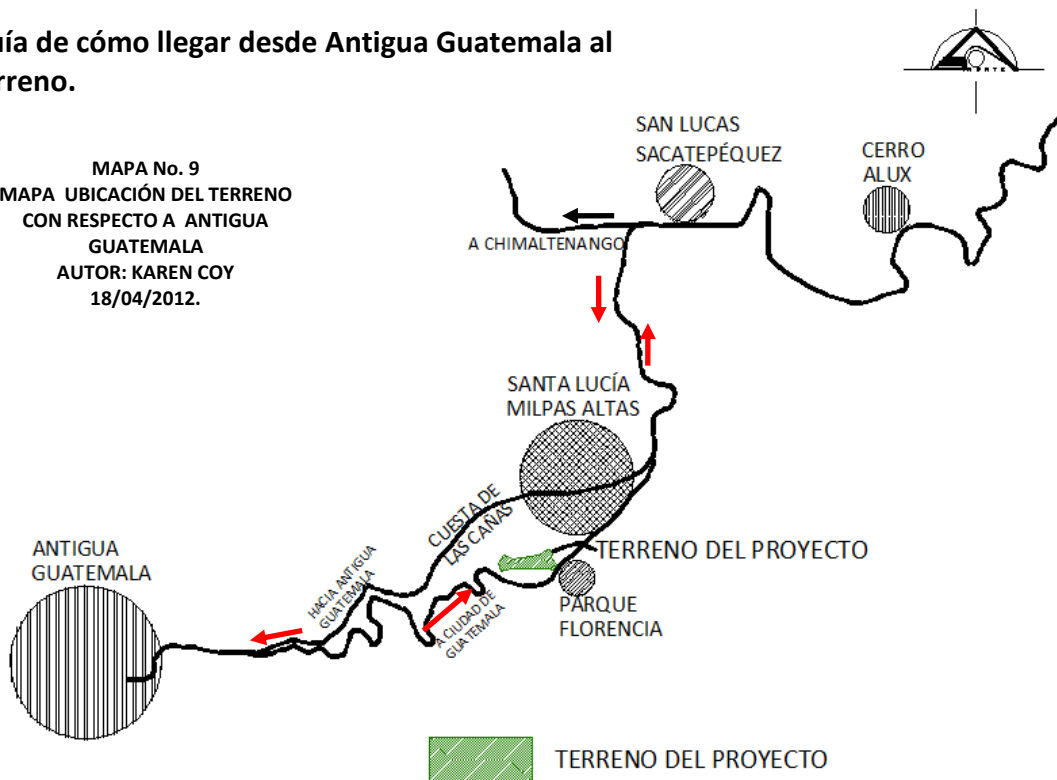 uía de cómo llegar desde Antigua Guatemala al
rreno.
MAPA No. 9
MAPA UBICACIÓN DEL TERRENO
CON RESPECTO A ANTIGUA
GUATEMALA
AUTOR: KAREN COY
18/04/2012.
NORTE
SAN LUCAS
SACATEPÉQUEZ
CERRO
ALUX
A CHIMALTENANGO
SANTA LUCÍA
MILPAS ALTAS
CUESTA DE
LAS CAÑAS
TERRENO DEL PROYECTO
ANTIGUA
GUATEMALA
HACIA ANTIGUA
GUATEMALA
A CIUDAD DE
GUATEMALA
PARQUE
FLORENCIA
TERRENO DEL PROYECTO